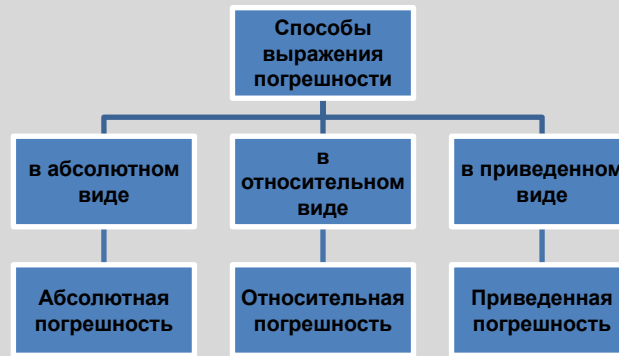 Способы
выражения
погрешности
в абсолютном
виде
в
относительном
виде
в приведенном
виде
Абсолютная
погрешность
Относительная
погрешность
Приведенная
погрешность